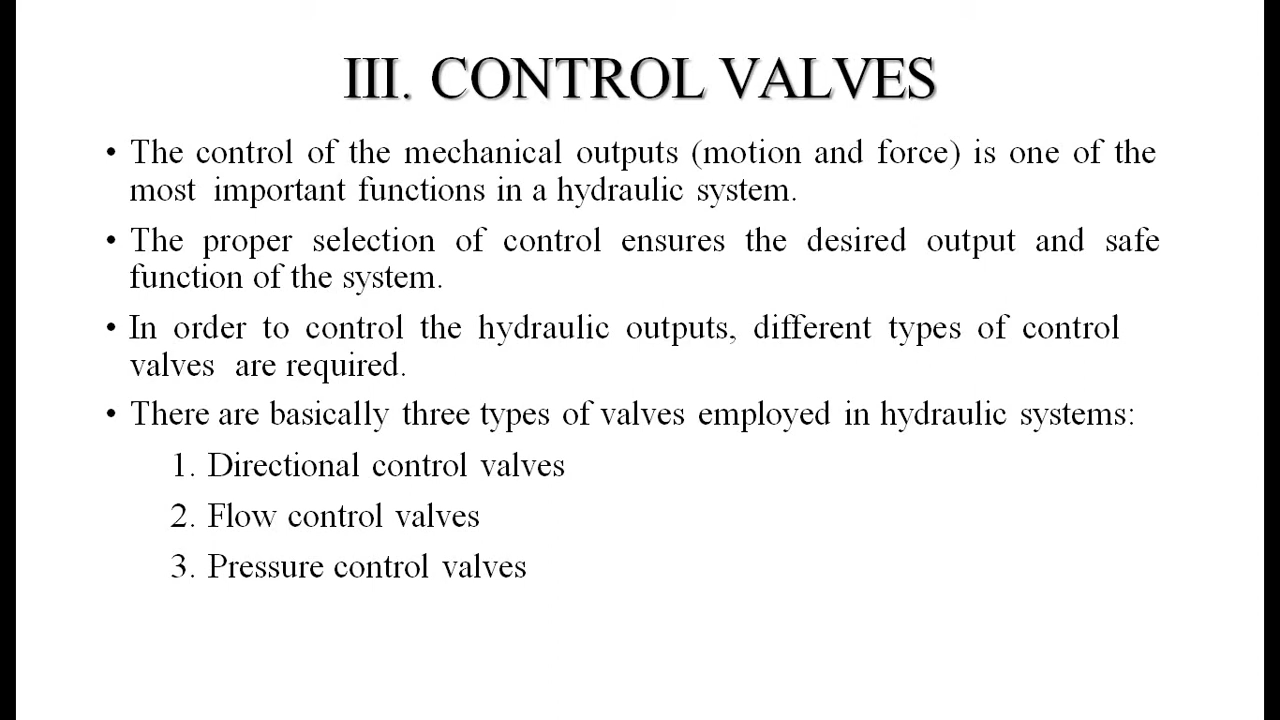 III. CONTROL VALVES
• The control of the mechanical outputs (motion and force) is one of the
most important functions in a hydraulic system.
• The proper selection of control ensures the desired output and safe
function of the system.
• In order to control the hydraulic outputs, different types of control
valves are required.
• There are basically three types of valves employed in hydraulic systems:
1. Directional control valves
2. Flow control valves
3. Pressure control valves